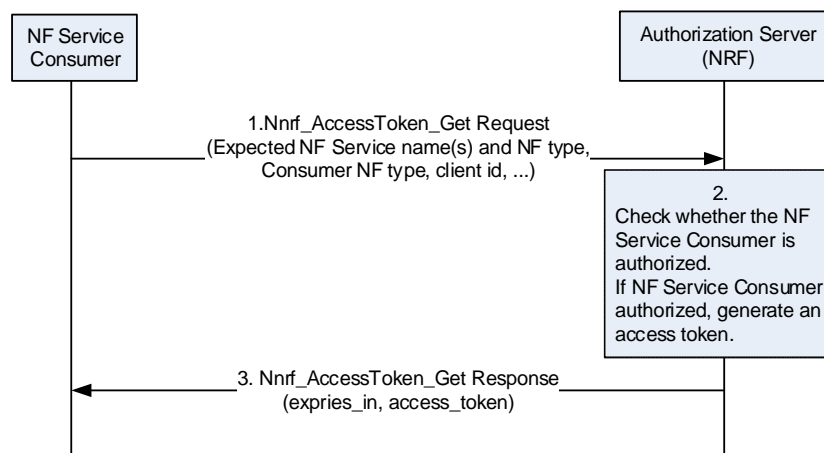 NF Service
Consumer
Authorization Server
(NRF)
1.Nnrf_AccessToken_Get Request
(Expected NF Service name(s) and NF type,
Consumer NF type, client id, ...)
2.
Check whether the NF
Service Consumer is
authorized.
If NF Service Consumer
authorized, generate an
access token.
3. Nnrf_AccessToken_Get Response
(expries_in, access_token)